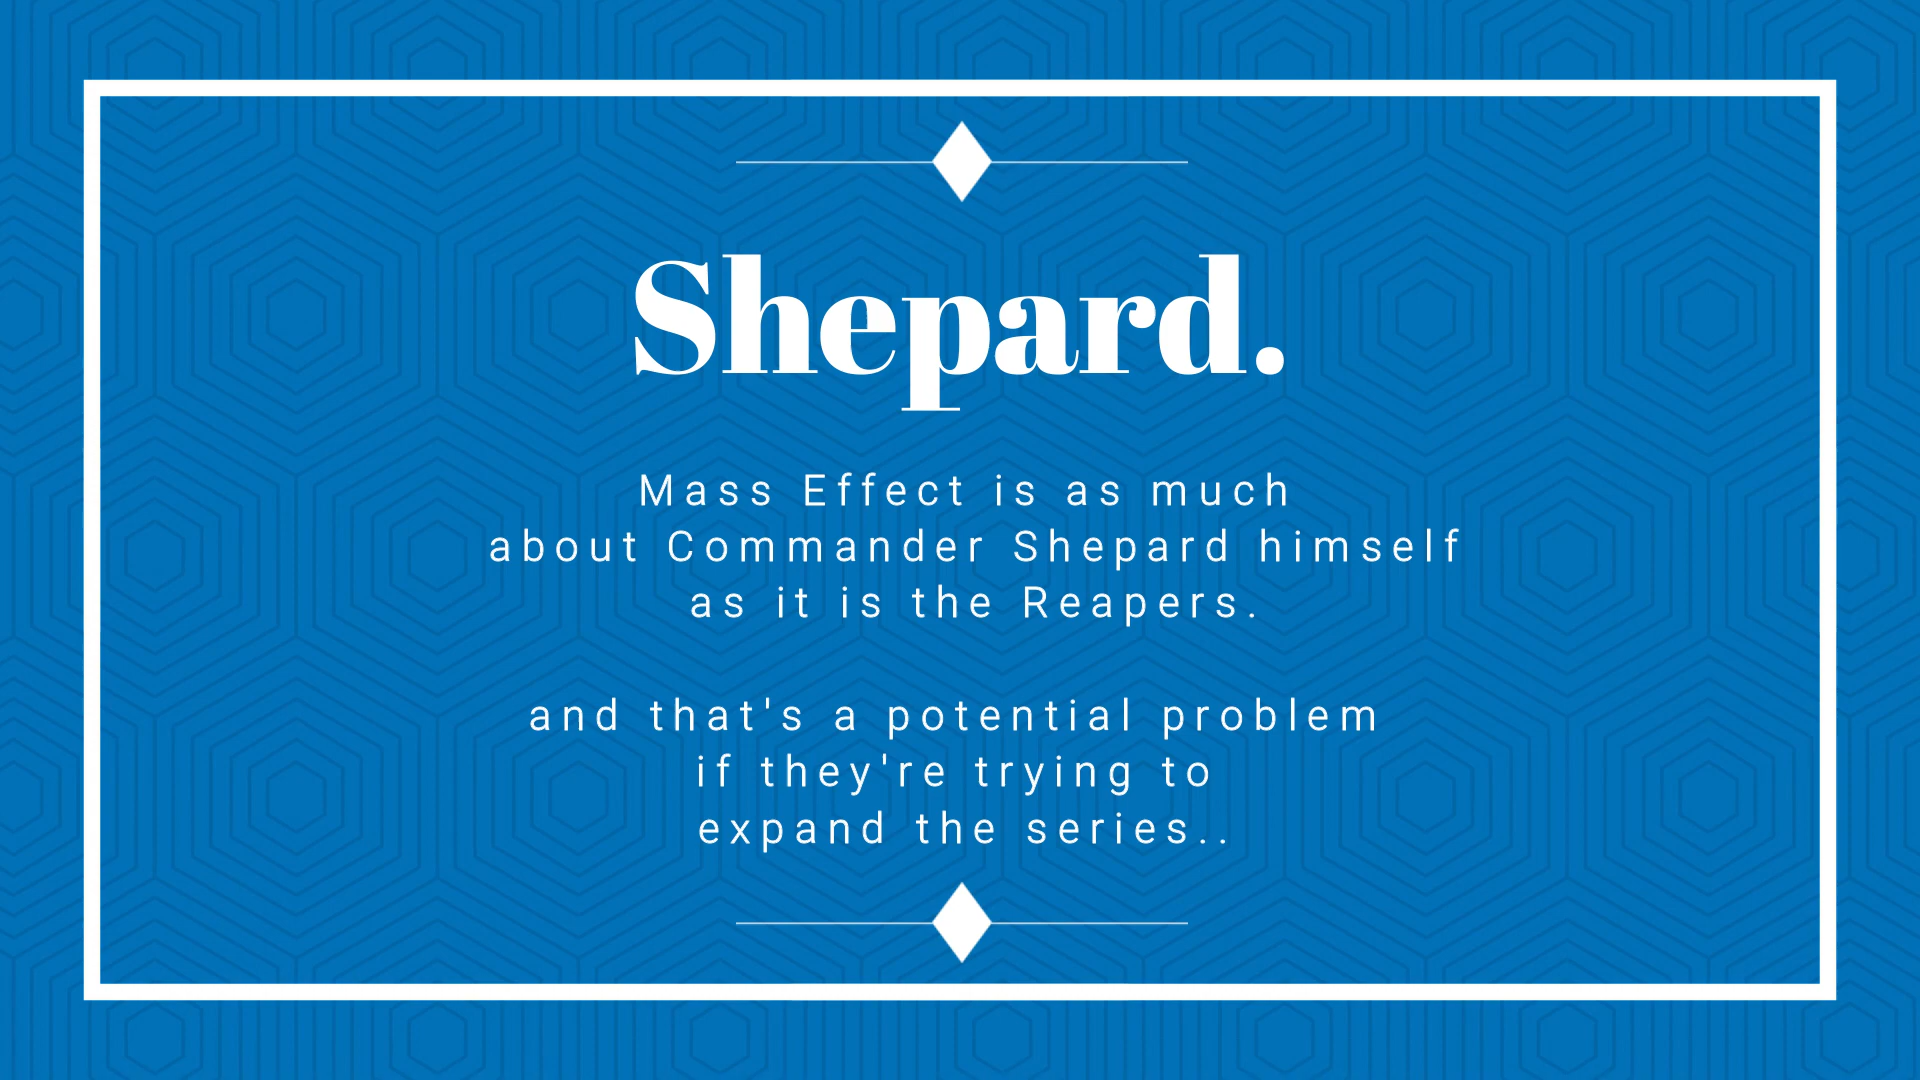 Shepard.
Mass Effect is as much
about Commander Shepard himself
as it is the Reapers.
and that's a potential problem
if they're trying to
expand the series..